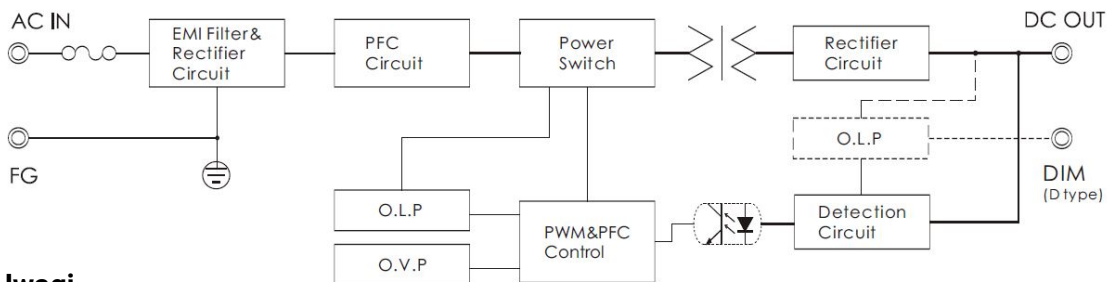 AC IN
EMI Filter&
Rectifier
Circuit
PFC
Circuit
Power
Switch
Rectifier
Circuit
DC OUT
FG
O.L.P
DIM
(D type)
O.L.P
O.V.P
PWM&PFC
Control
Detection
Circuit
Uwagi